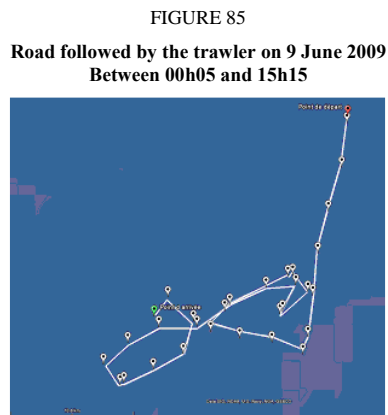 FIGURE 85
Road followed by the trawler on 9 June 2009
Between 00h05 and 15h15
Point de départ
Point d'arrivée